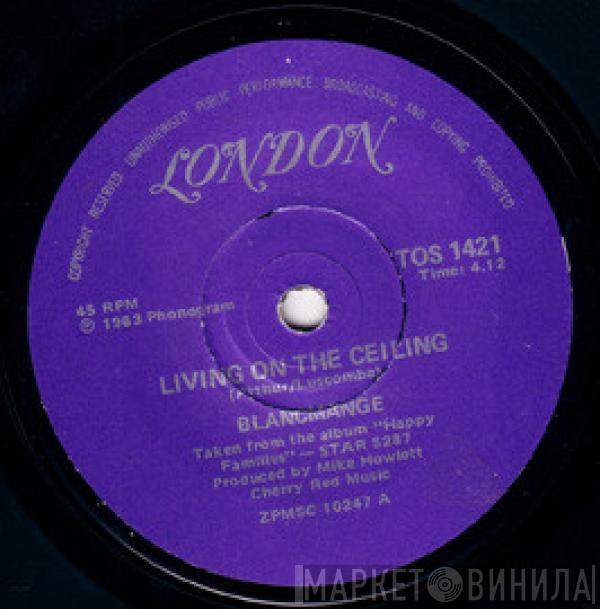 COPYRIGHT RESERVED UNAUTHORISED PUBLIC PERFORMANCE BROADCASTING AND COPYING PROHIBITED
LONDON
TOS 1421
Time: 4.12
45 RPM
℗ 1983 Phonogram
LIVING ON THE CEILING
(Arthur/Luscombe)
BLANCMANGE
Taken from the album "Happy
Families" — STAR 5287
Produced by Mike Howlett
Cherry Red Music
ZPMSC 10247 A
МАРКЕТ ВИНИЛА